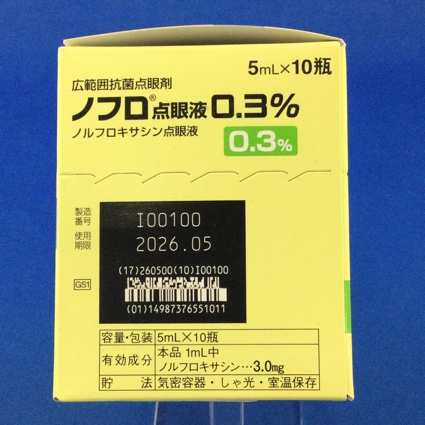 5mL×10瓶
広範囲抗菌点眼剤
ノフロ®点眼液0.3%
ノルフロキサシン点眼液
0.3%
製造番号 I00100
使用期限 2026.05
(17)260500(10)I00100
GS1
(01)14987376551011
容量・包装 5mL×10瓶
有効成分 本品 1mL中
ノルフロキサシン…3.0mg
貯法 気密容器・しゃ光・室温保存